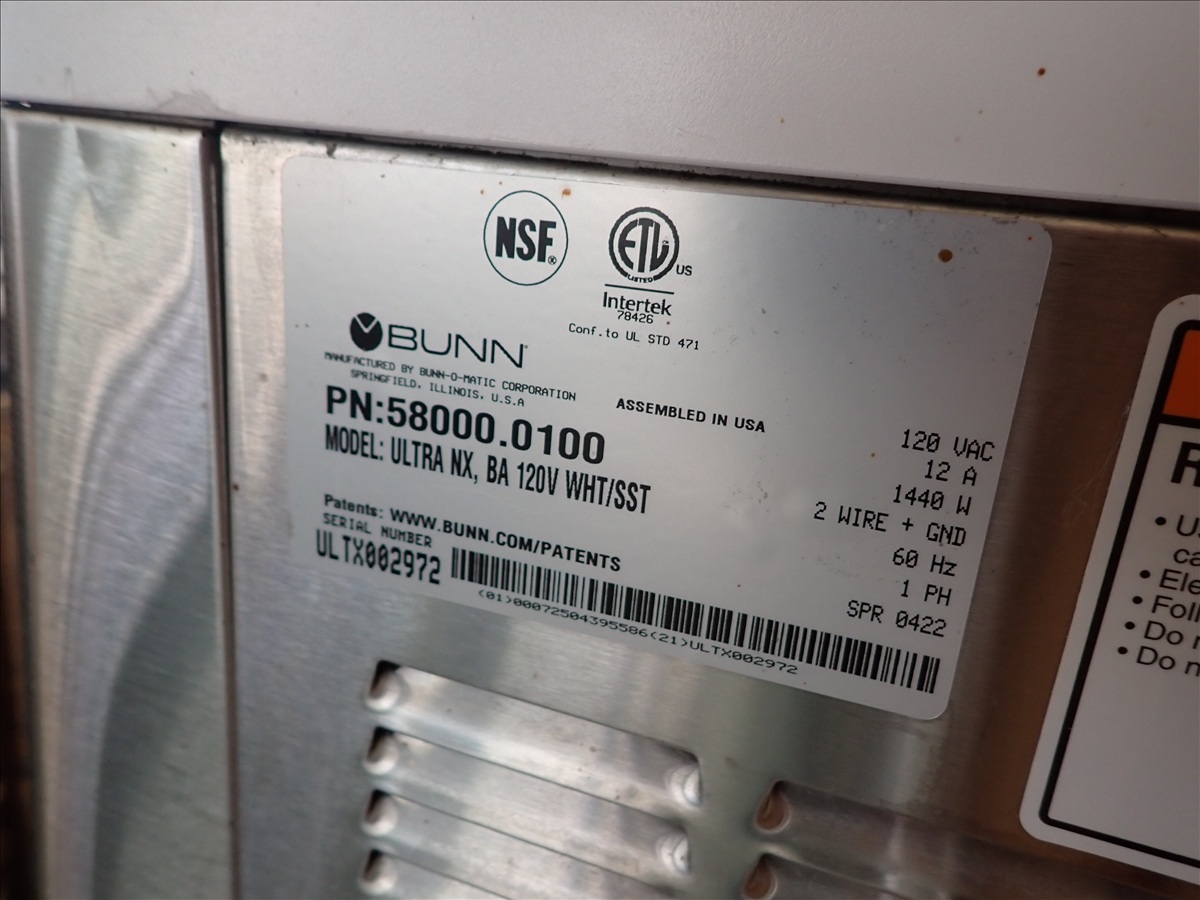 NSF®
ETL US
LISTED
Intertek
78426
Conf.to UL STD 471
BUNN
MANUFACTURED BY BUNN-O-MATIC CORPORATION
SPRINGFIELD, ILLINOIS, U.S.A
ASSEMBLED IN USA
PN:58000.0100
MODEL: ULTRA NX, BA 120V WHT/SST
120 VAC
12 A
1440 W
2 WIRE + GND
60 Hz
1 PH
SPR 0422
Patents: WWW.BUNN.COM/PATENTS
SERIAL NUMBER
ULTX002972
(01)00072504395586(21)ULTX002972
• Do
• Do